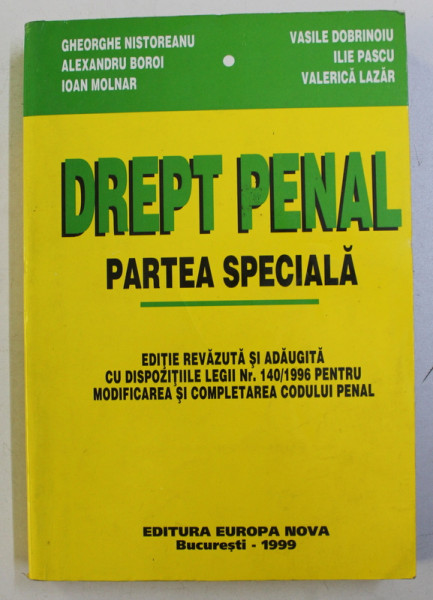 GHEORGHE NISTOREANU
ALEXANDRU BOROI
IOAN MOLNAR
VASILE DOBRINOIU
ILIE PASCU
VALERICĂ LAZĂR
DREPT PENAL
PARTEA SPECIALĂ
EDIȚIE REVĂZUTĂ ȘI ADĂUGITĂ
CU DISPOZIȚIILE LEGII Nr. 140/1996 PENTRU
MODIFICAREA ȘI COMPLETAREA CODULUI PENAL
EDITURA EUROPA NOVA
București - 1999